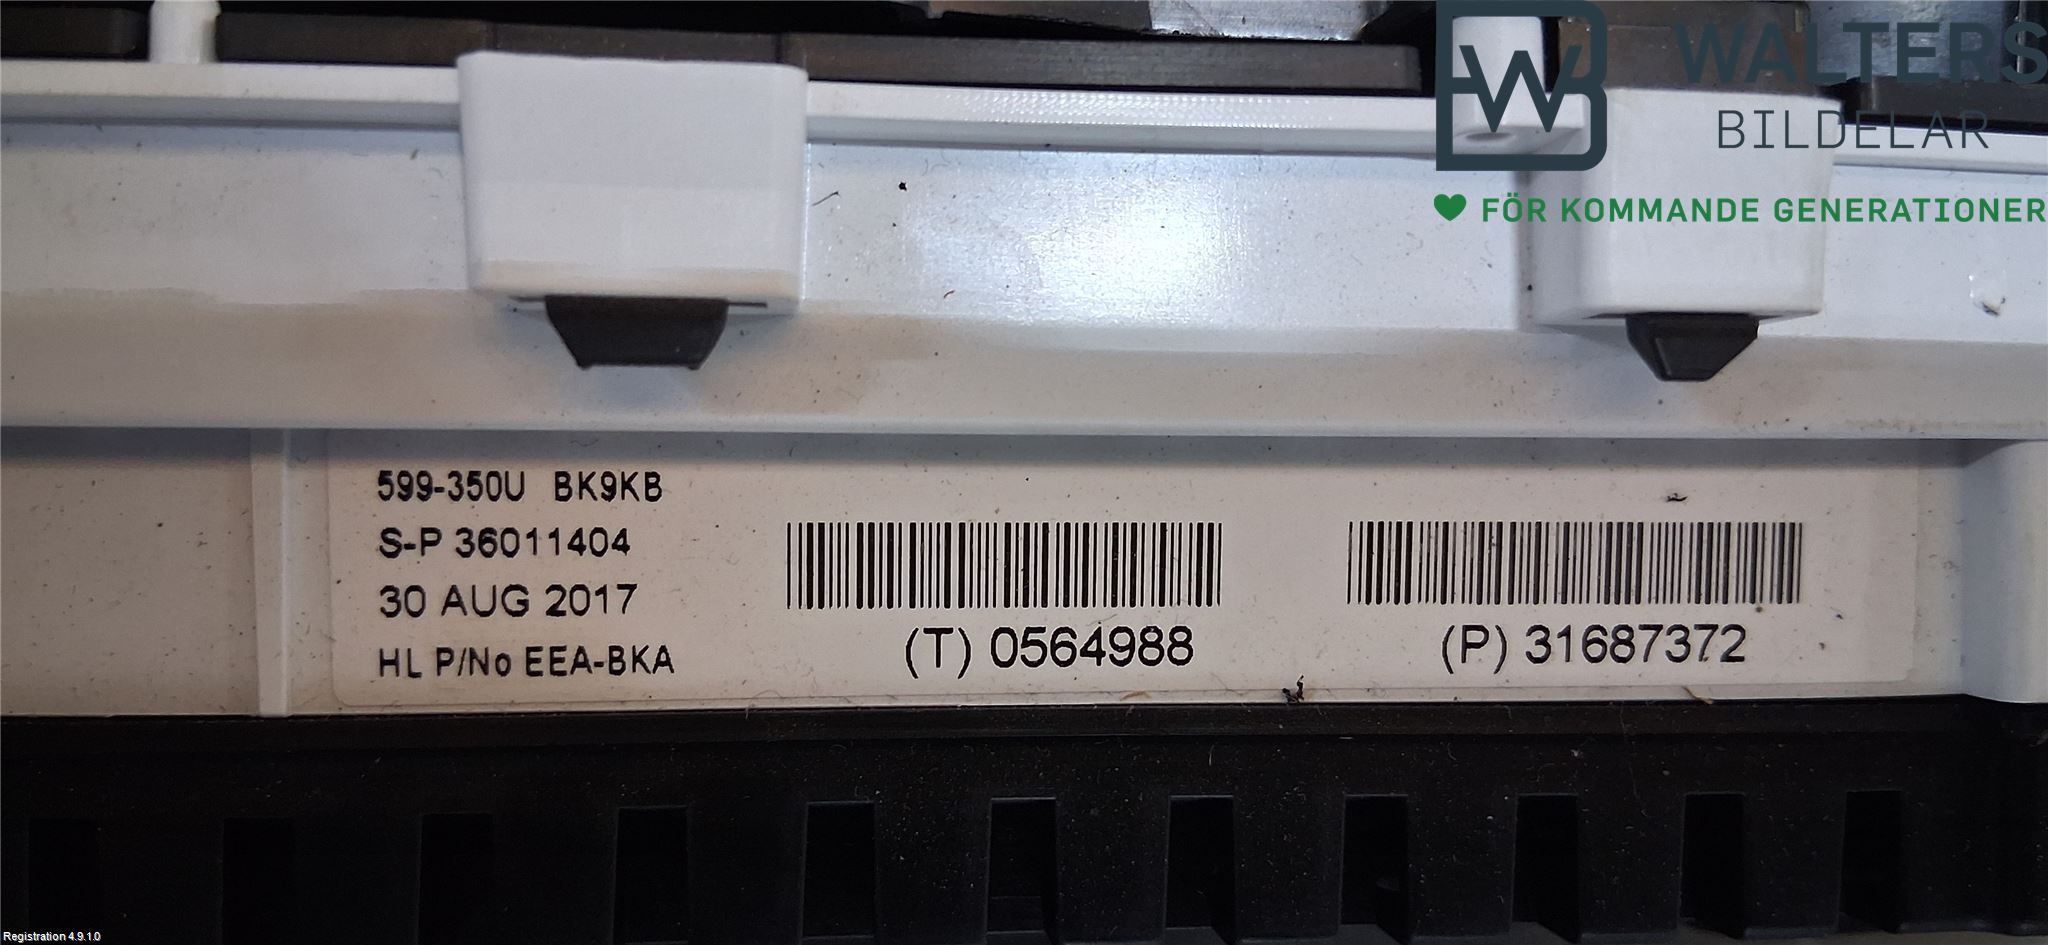 WALTERS
BILDELAR
FÖR KOMMANDE GENERATIONER
599-350U BK9KB
S-P 36011404
30 AUG 2017
HL P/No EEA-BKA
(T) 0564988
(P) 31687372
Registration 4.9.1.0